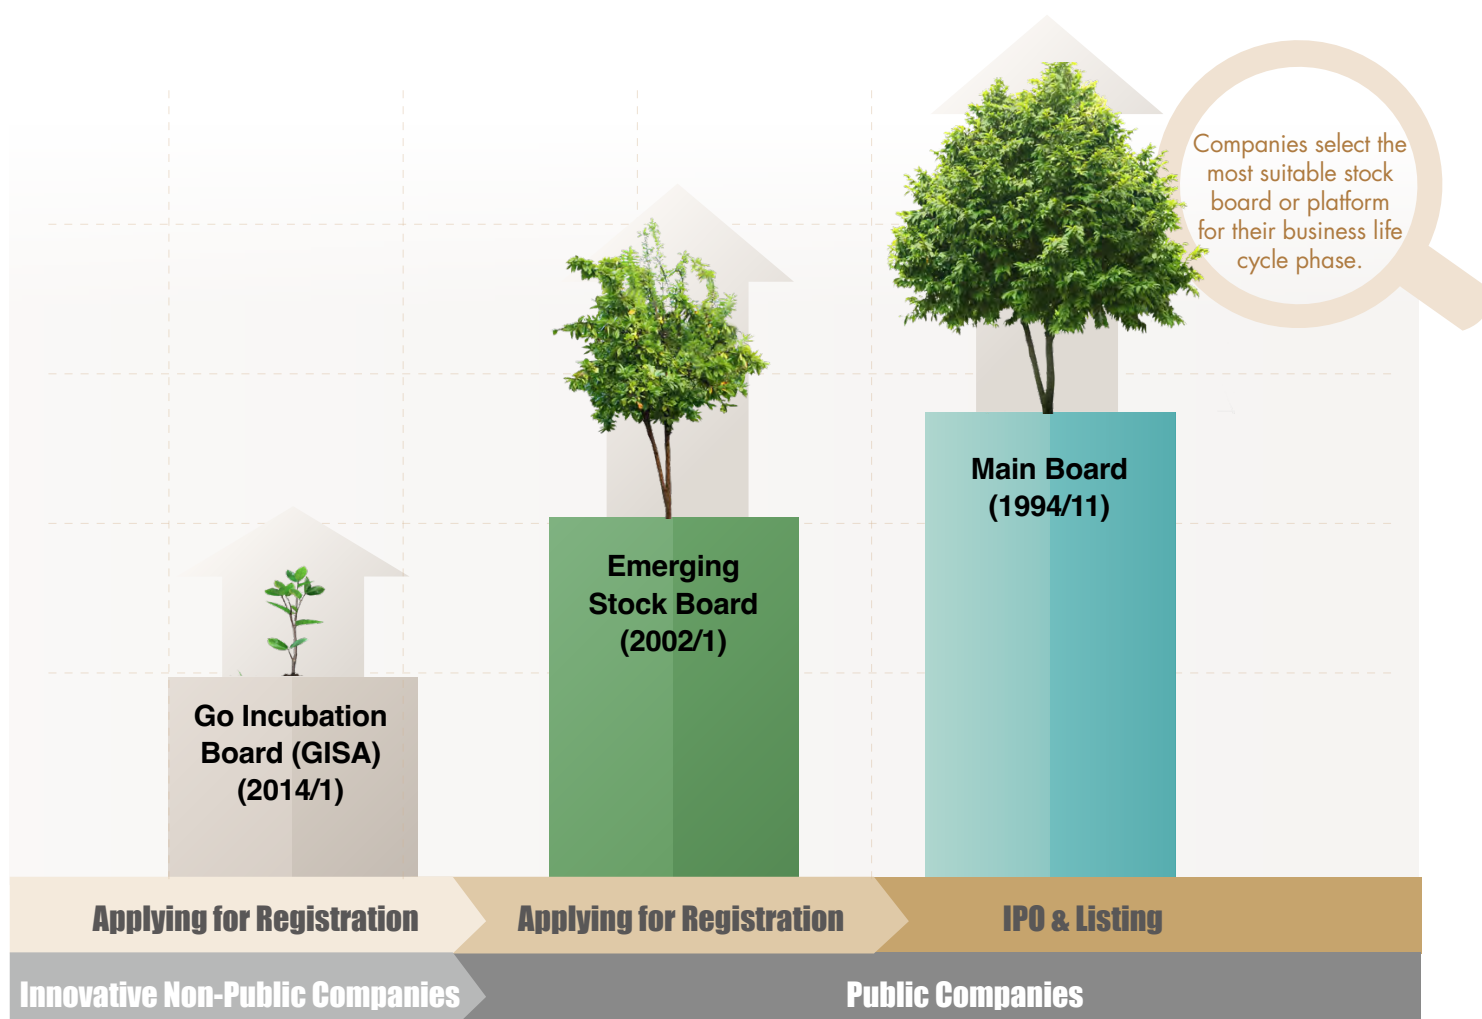 Companies select the
most suitable stock
board or platform
for their business life
cycle phase.
Main Board
(1994/11)
Emerging
Stock Board
(2002/1)
Go Incubation
Board (GISA)
(2014/1)
Applying for Registration
Applying for Registration
IPO & Listing
Innovative Non-Public Companies
Public Companies